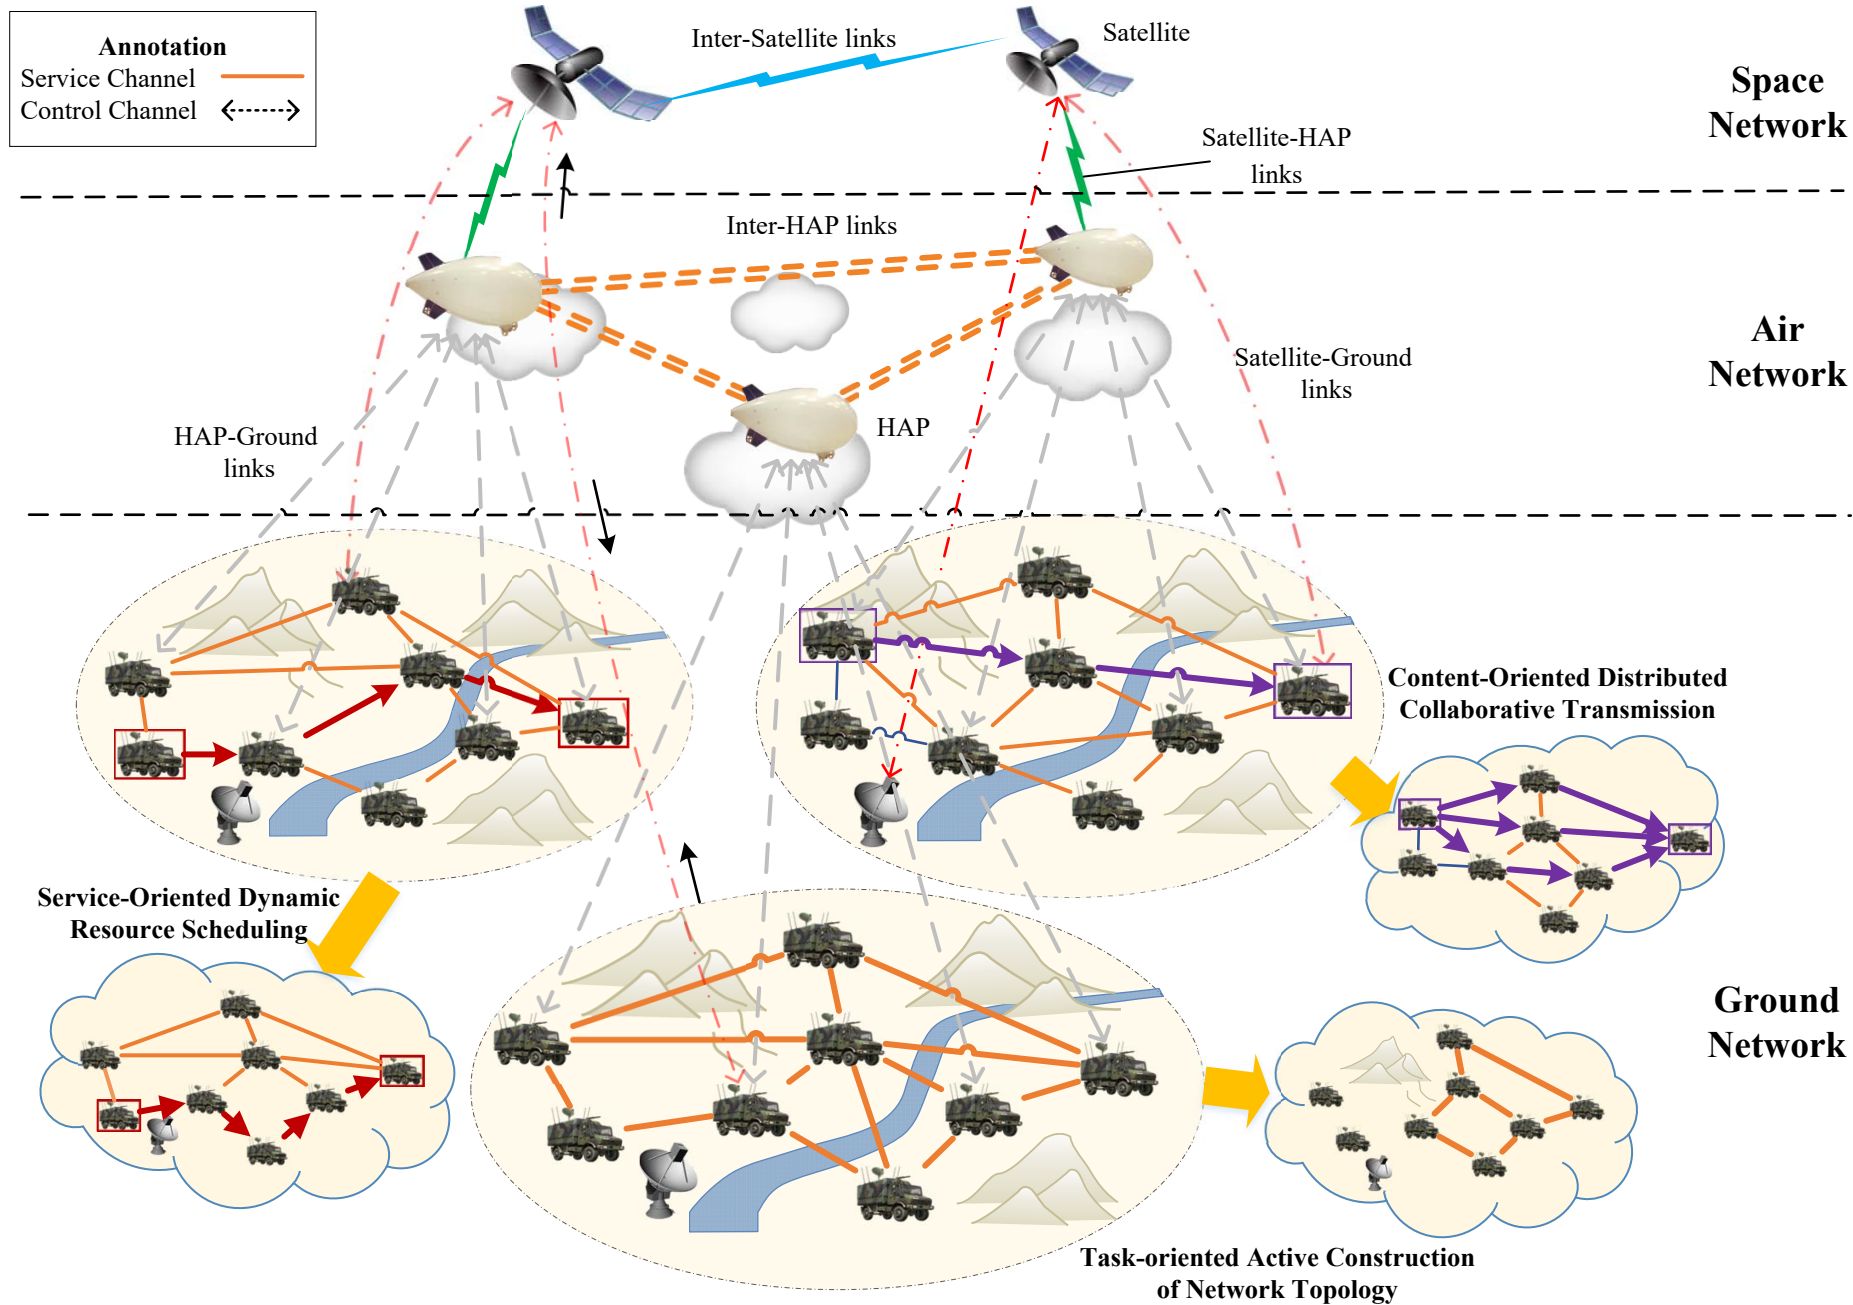 Annotation
Service Channel
Control Channel
Inter-Satellite links
Satellite
Space
Network
Satellite-HAP
links
Inter-HAP links
Air
Network
Satellite-Ground
links
HAP
HAP-Ground
links
Content-Oriented Distributed
Collaborative Transmission
Service-Oriented Dynamic
Resource Scheduling
Ground
Network
Task-oriented Active Construction
of Network Topology